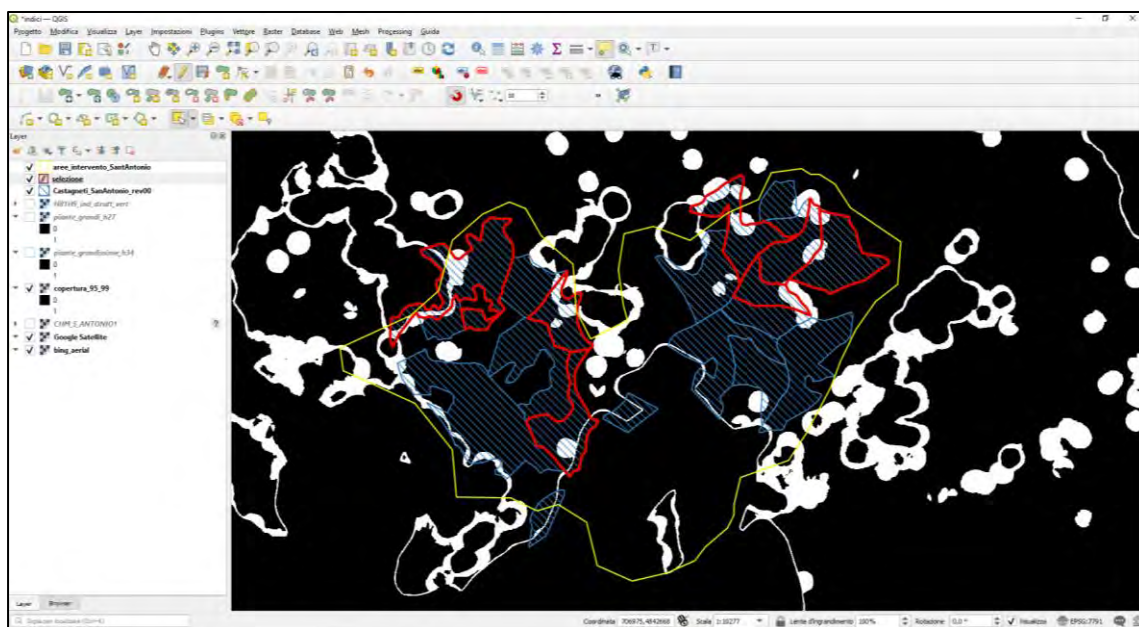 *indici — QGIS
Progetto Modifica Visualizza Layer Impostazioni Plugins Vettore Raster Database Web Mesh Processing Guida
Layer
aree_intervento_SantAntonio
selezione
Castagneti_SanAntonio_rev00
piante_grandi_h27
0
1
0
1
copertura_95_99
0
1
CHM_S_ANTONIO1
Google Satellite
bing_aerial
Layer Browser
Coordinata 706975,4842668 Scala 1:10277 Lente d'ingrandimento 100% Rotazione 0,0 ° Visualizza EPSG:7791